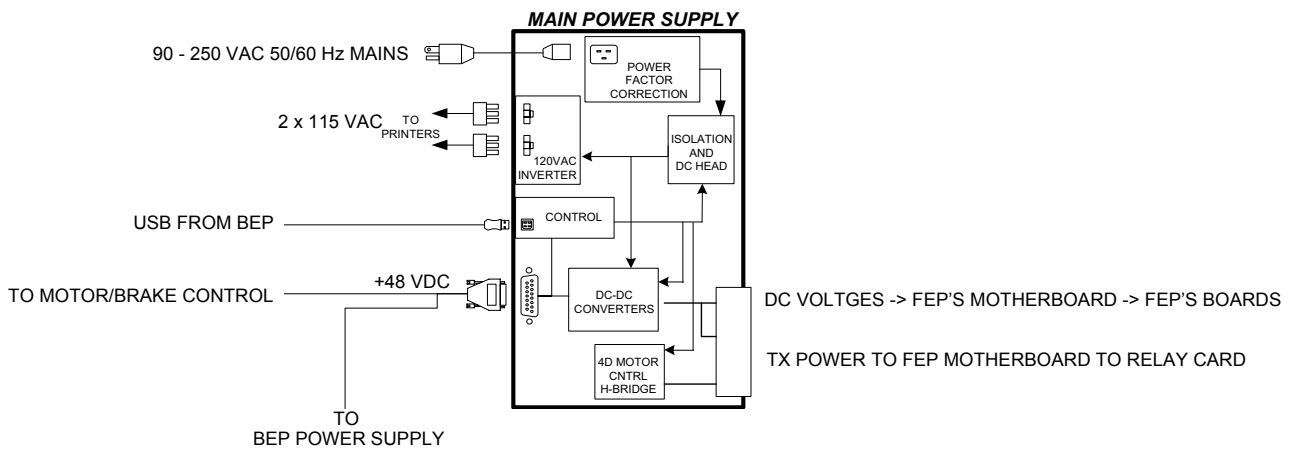 MAIN POWER SUPPLY
90 - 250 VAC 50/60 Hz MAINS
POWER
FACTOR
CORRECTION
2 x 115 VAC
TO
PRINTERS
120VAC
INVERTER
ISOLATION
AND
DC HEAD
USB FROM BEP
CONTROL
+48 VDC
TO MOTOR/BRAKE CONTROL
DC-DC
CONVERTERS
DC VOLTGES -> FEP'S MOTHERBOARD -> FEP'S BOARDS
4D MOTOR
CNTRL
H-BRIDGE
TX POWER TO FEP MOTHERBOARD TO RELAY CARD
TO
BEP POWER SUPPLY